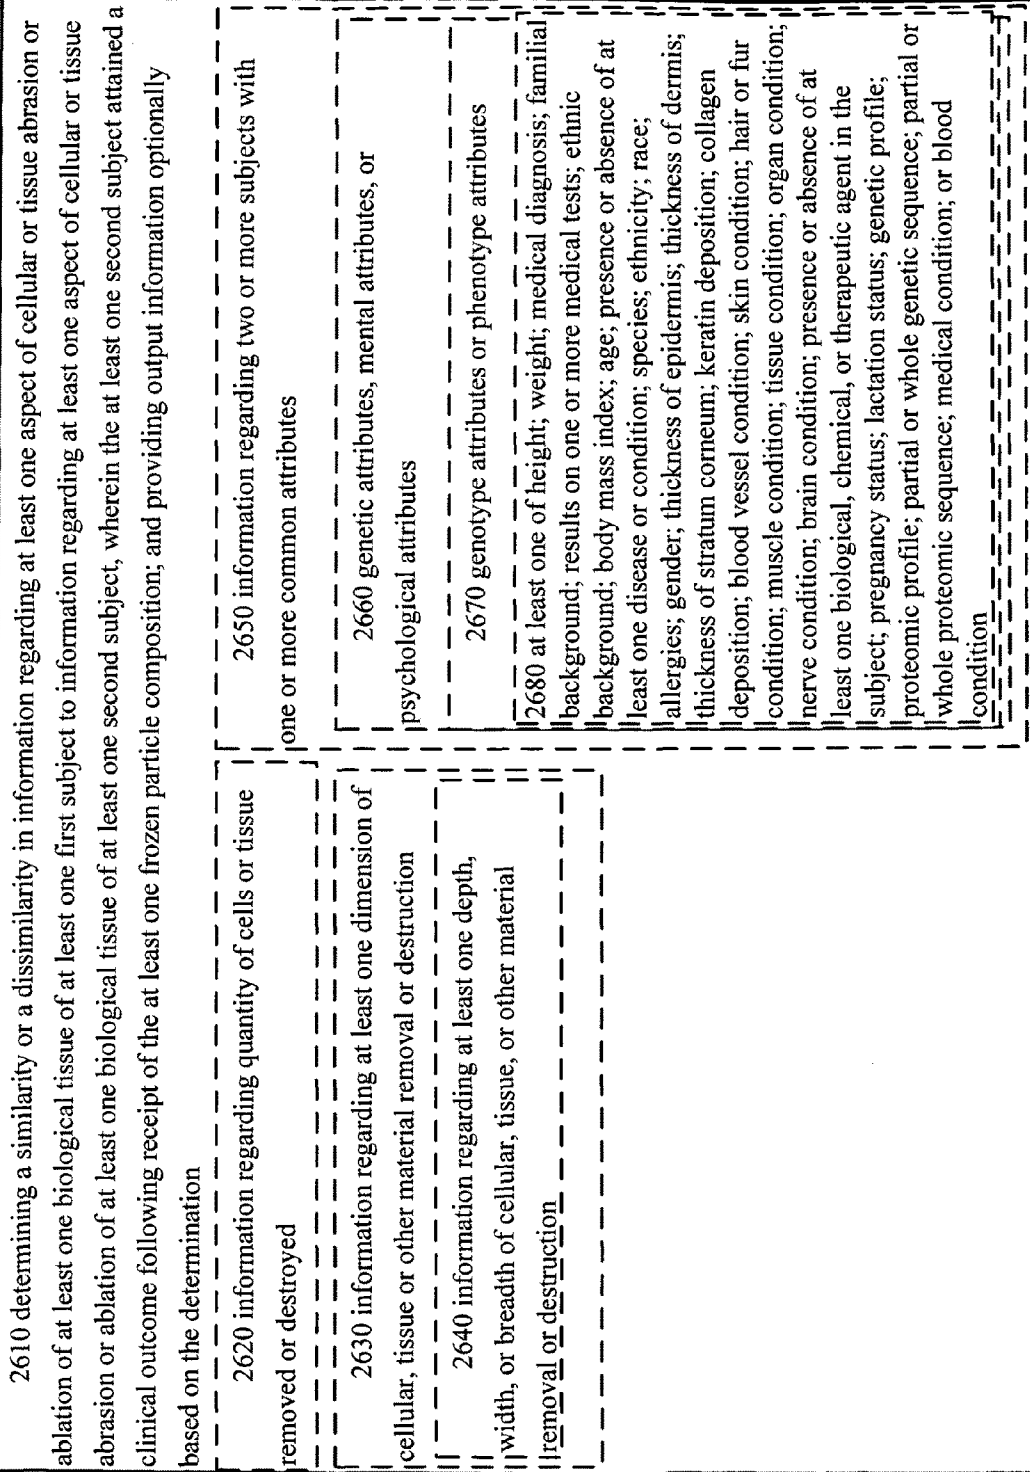 2610 determining a similarity or a dissimilarity in information regarding at least one aspect of cellular or tissue abrasion or
ablation of at least one biological tissue of at least one first subject to information regarding at least one aspect of cellular or tissue
abrasion or ablation of at least one biological tissue of at least one second subject, wherein the at least one second subject attained a
clinical outcome following receipt of the at least one frozen particle composition; and providing output information optionally
based on the determination
2620 information regarding quantity of cells or tissue
removed or destroyed
2630 information regarding at least one dimension of
cellular, tissue or other material removal or destruction
2640 information regarding at least one depth,
width, or breadth of cellular, tissue, or other material
removal or destruction
2650 information regarding two or more subjects with
one or more common attributes
2660 genetic attributes, mental attributes, or
psychological attributes
2670 genotype attributes or phenotype attributes
2680 at least one of height; weight; medical diagnosis; familial
background; results on one or more medical tests; ethnic
background; body mass index; age; presence or absence of at
least one disease or condition; species; ethnicity; race;
allergies; gender; thickness of epidermis; thickness of dermis;
thickness of stratum corneum; keratin deposition; collagen
deposition; blood vessel condition; skin condition; hair or fur
condition; muscle condition; tissue condition; organ condition;
nerve condition; brain condition; presence or absence of at
least one biological, chemical, or therapeutic agent in the
subject; pregnancy status; lactation status; genetic profile;
proteomic profile; partial or whole genetic sequence; partial or
whole proteomic sequence; medical condition; or blood
condition